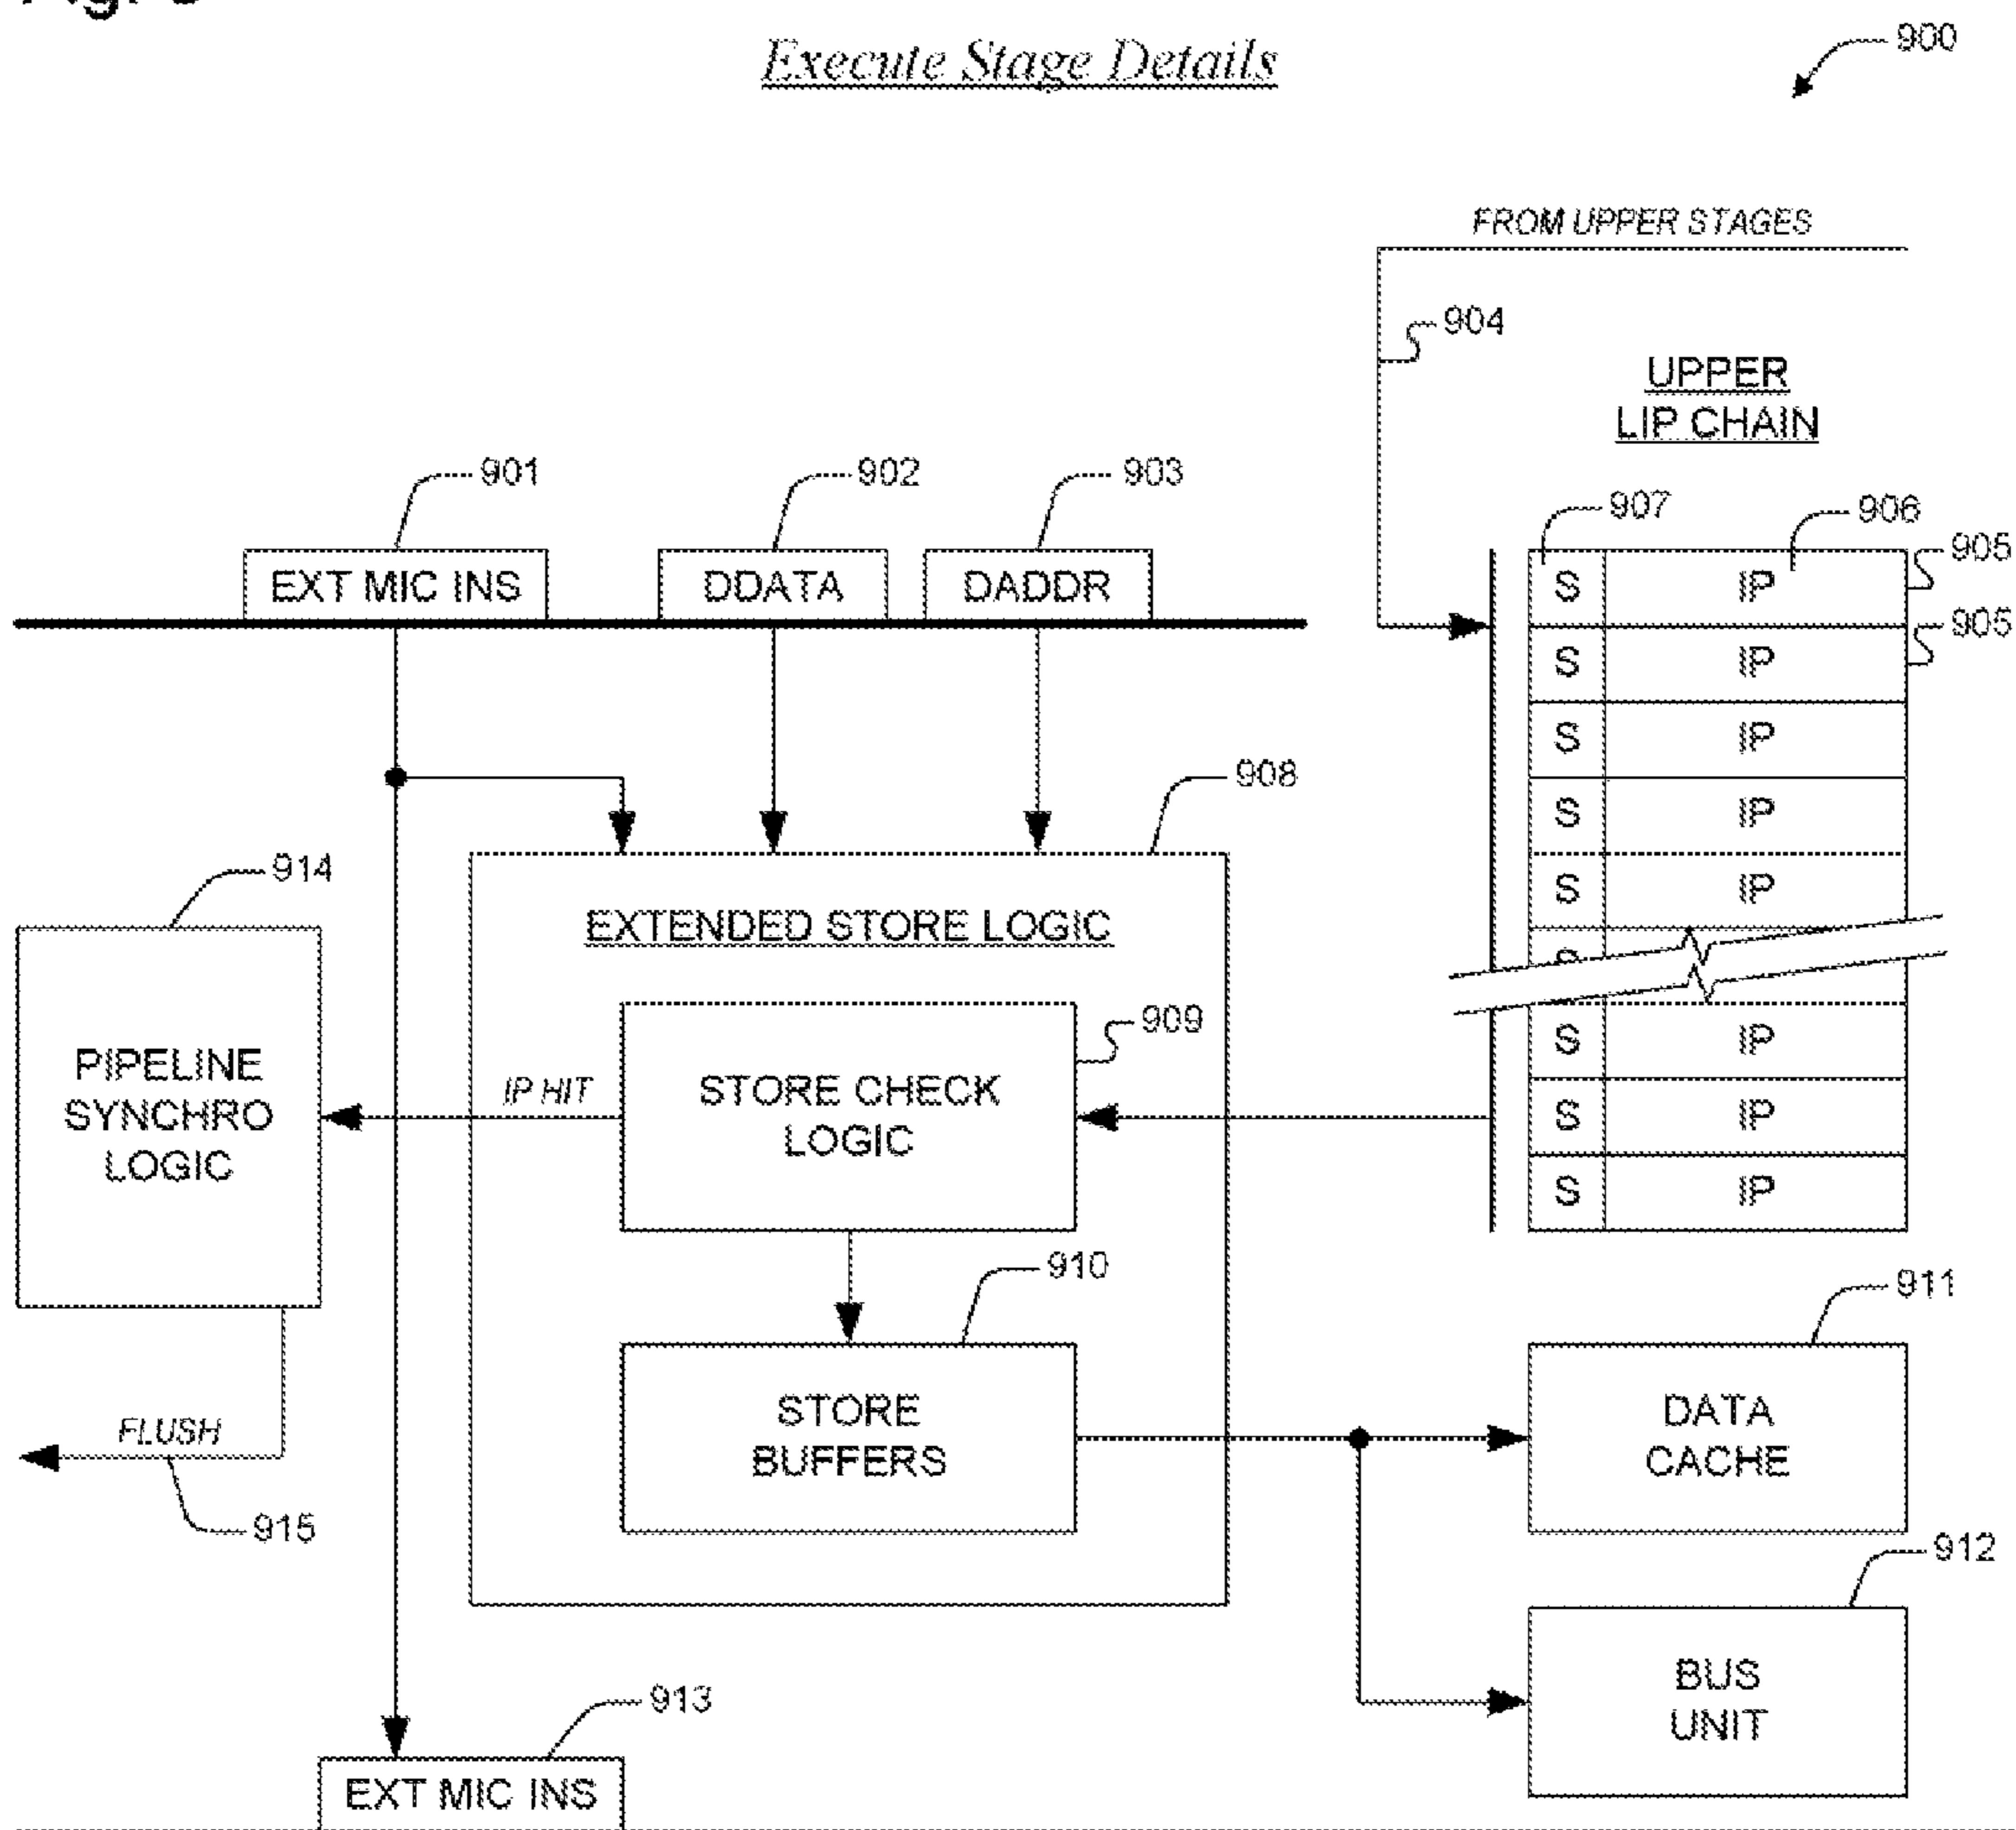 Execute Stage Details
900
FROM UPPER STAGES
904
UPPER
LIP CHAIN
901
902
903
907
906
905
EXT MIC INS
DDATA
DADDR
S IP
905
S IP
S IP
S IP
S IP
908
914
EXTENDED STORE LOGIC
909
PIPELINE
SYNCHRO
LOGIC
IP HIT
STORE CHECK
LOGIC
S IP
S IP
S IP
910
911
STORE
BUFFERS
DATA
CACHE
FLUSH
915
912
BUS
UNIT
913
EXT MIC INS